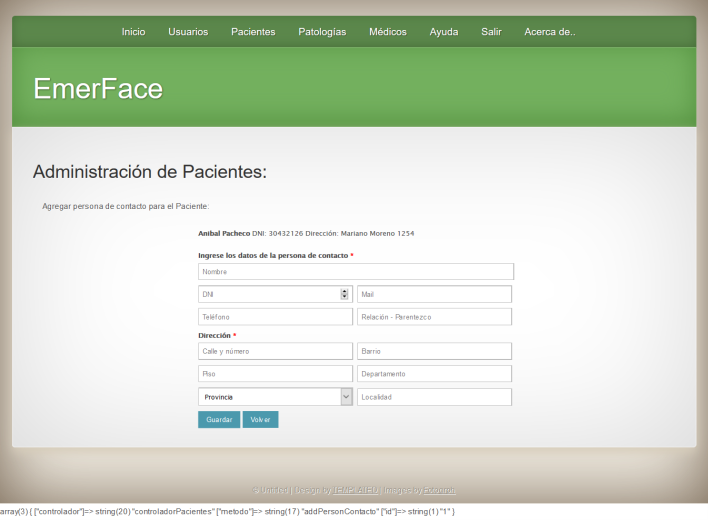 Inicio Usuarios Pacientes Patologías Médicos Ayuda Salir Acerca de..
EmerFace
Administración de Pacientes:
Agregar persona de contacto para el Paciente:
Anibal Pacheco DNI: 30432126 Dirección: Mariano Moreno 1254
Ingrese los datos de la persona de contacto *
Nombre
DNI Mail
Teléfono Relación - Parentezco
Dirección *
Calle y número Barrio
Piso Departamento
Provincia Localidad
Guardar Volver
© Untitled | Design by TEMPLATED | Images by Fotogrph
array(3) { ["controlador"]=> string(20) "controladorPacientes" ["metodo"]=> string(17) "addPersonContacto" ["id"]=> string(1) "1" }